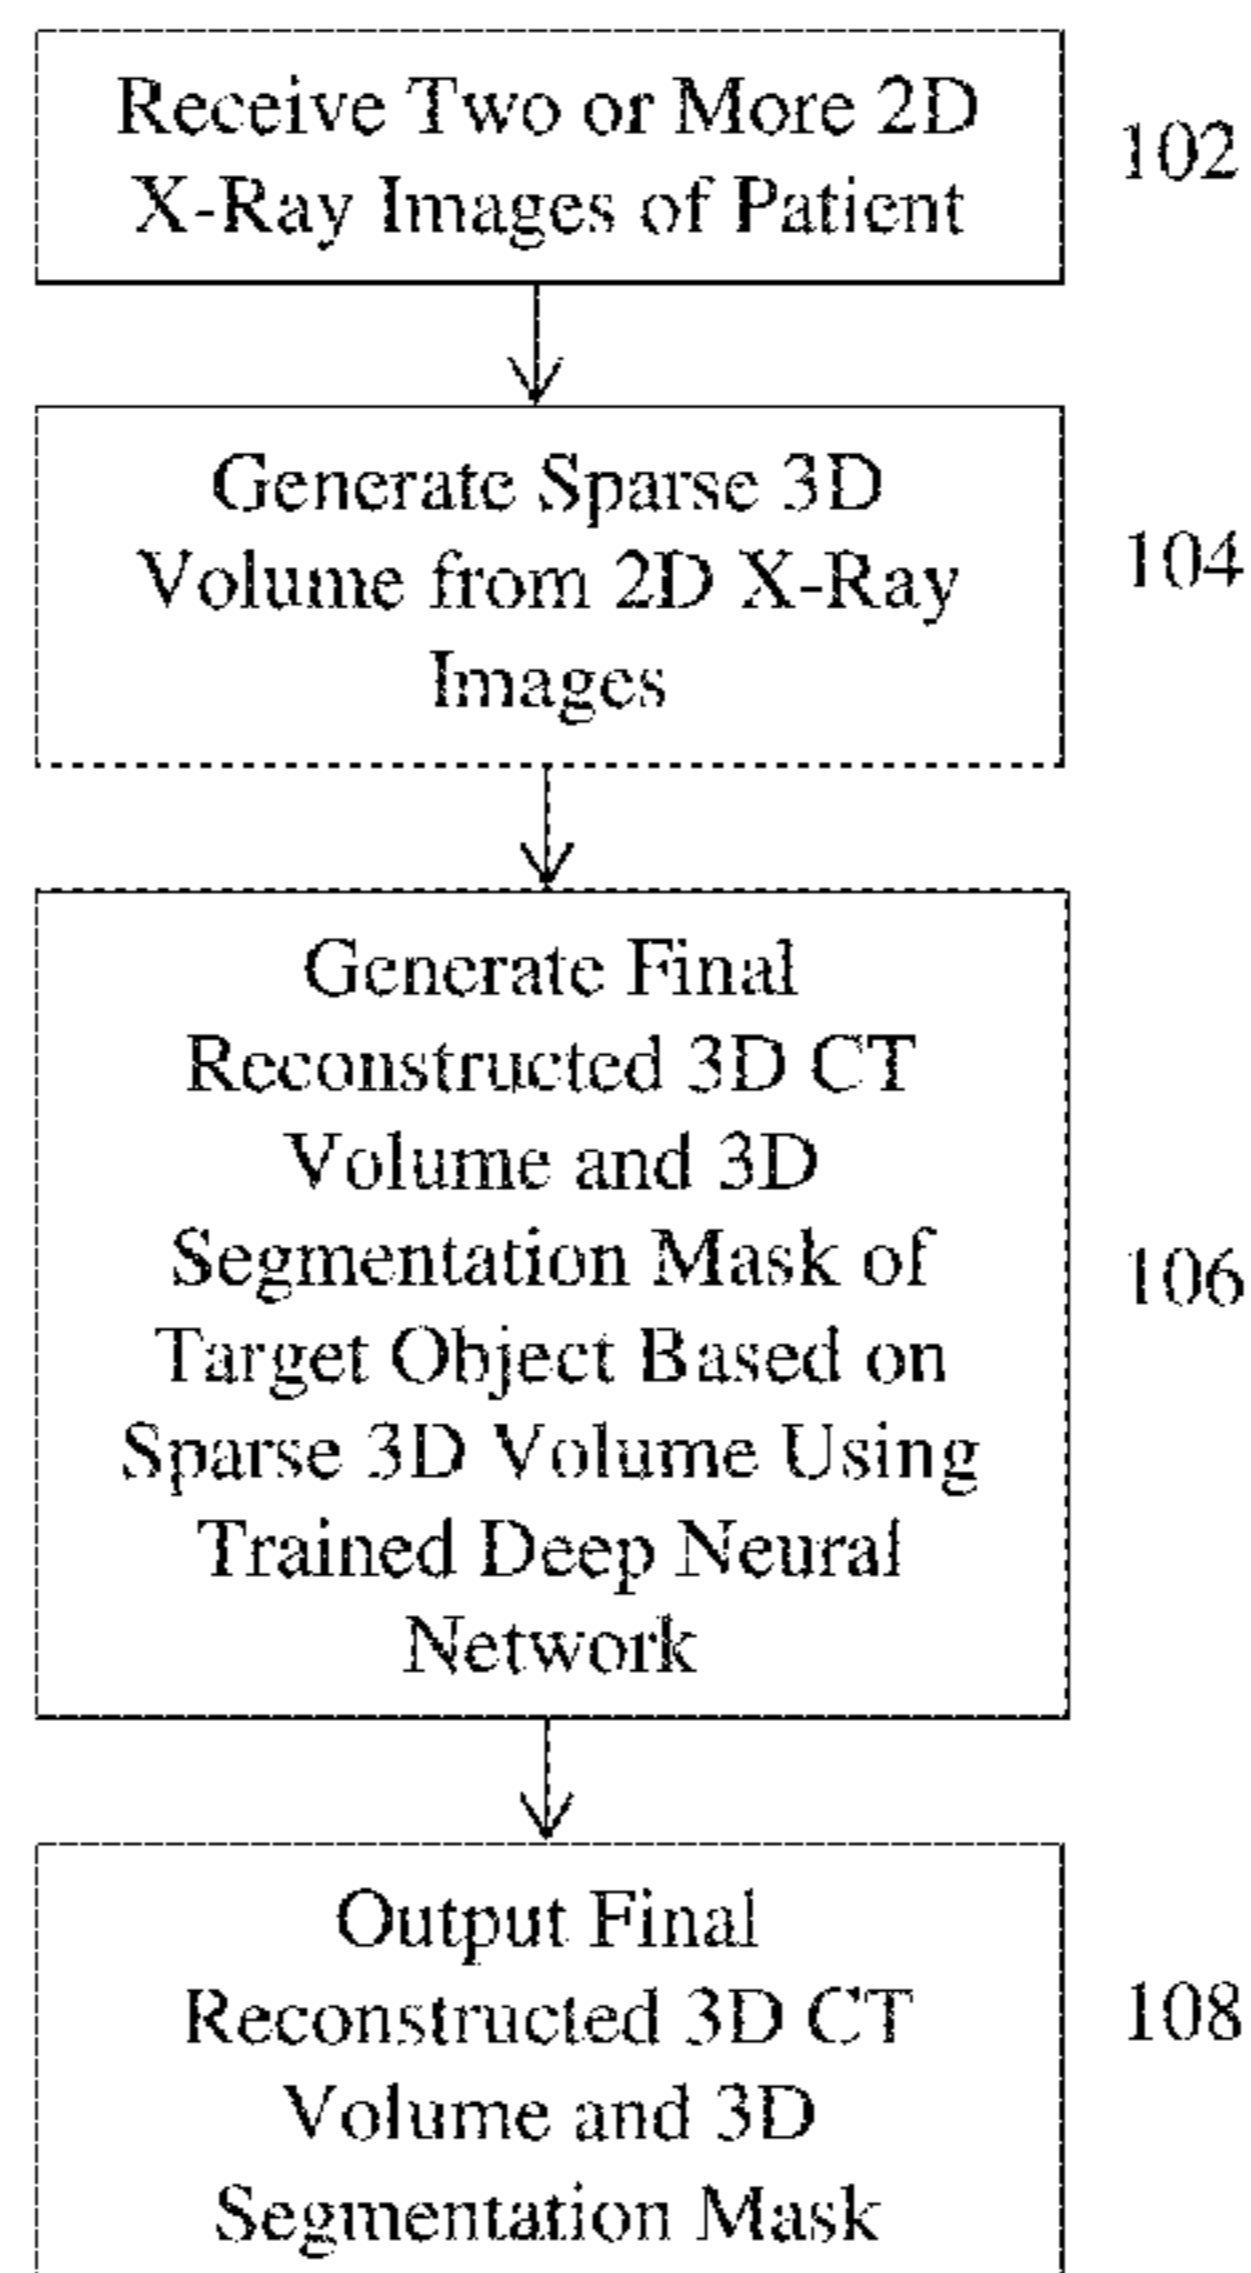 Receive Two or More 2D
X-Ray Images of Patient
102
Generate Sparse 3D
Volume from 2D X-Ray
Images
104
Generate Final
Reconstructed 3D CT
Volume and 3D
Segmentation Mask of
Target Object Based on
Sparse 3D Volume Using
Trained Deep Neural
Network
106
Output Final
Reconstructed 3D CT
Volume and 3D
Segmentation Mask
108